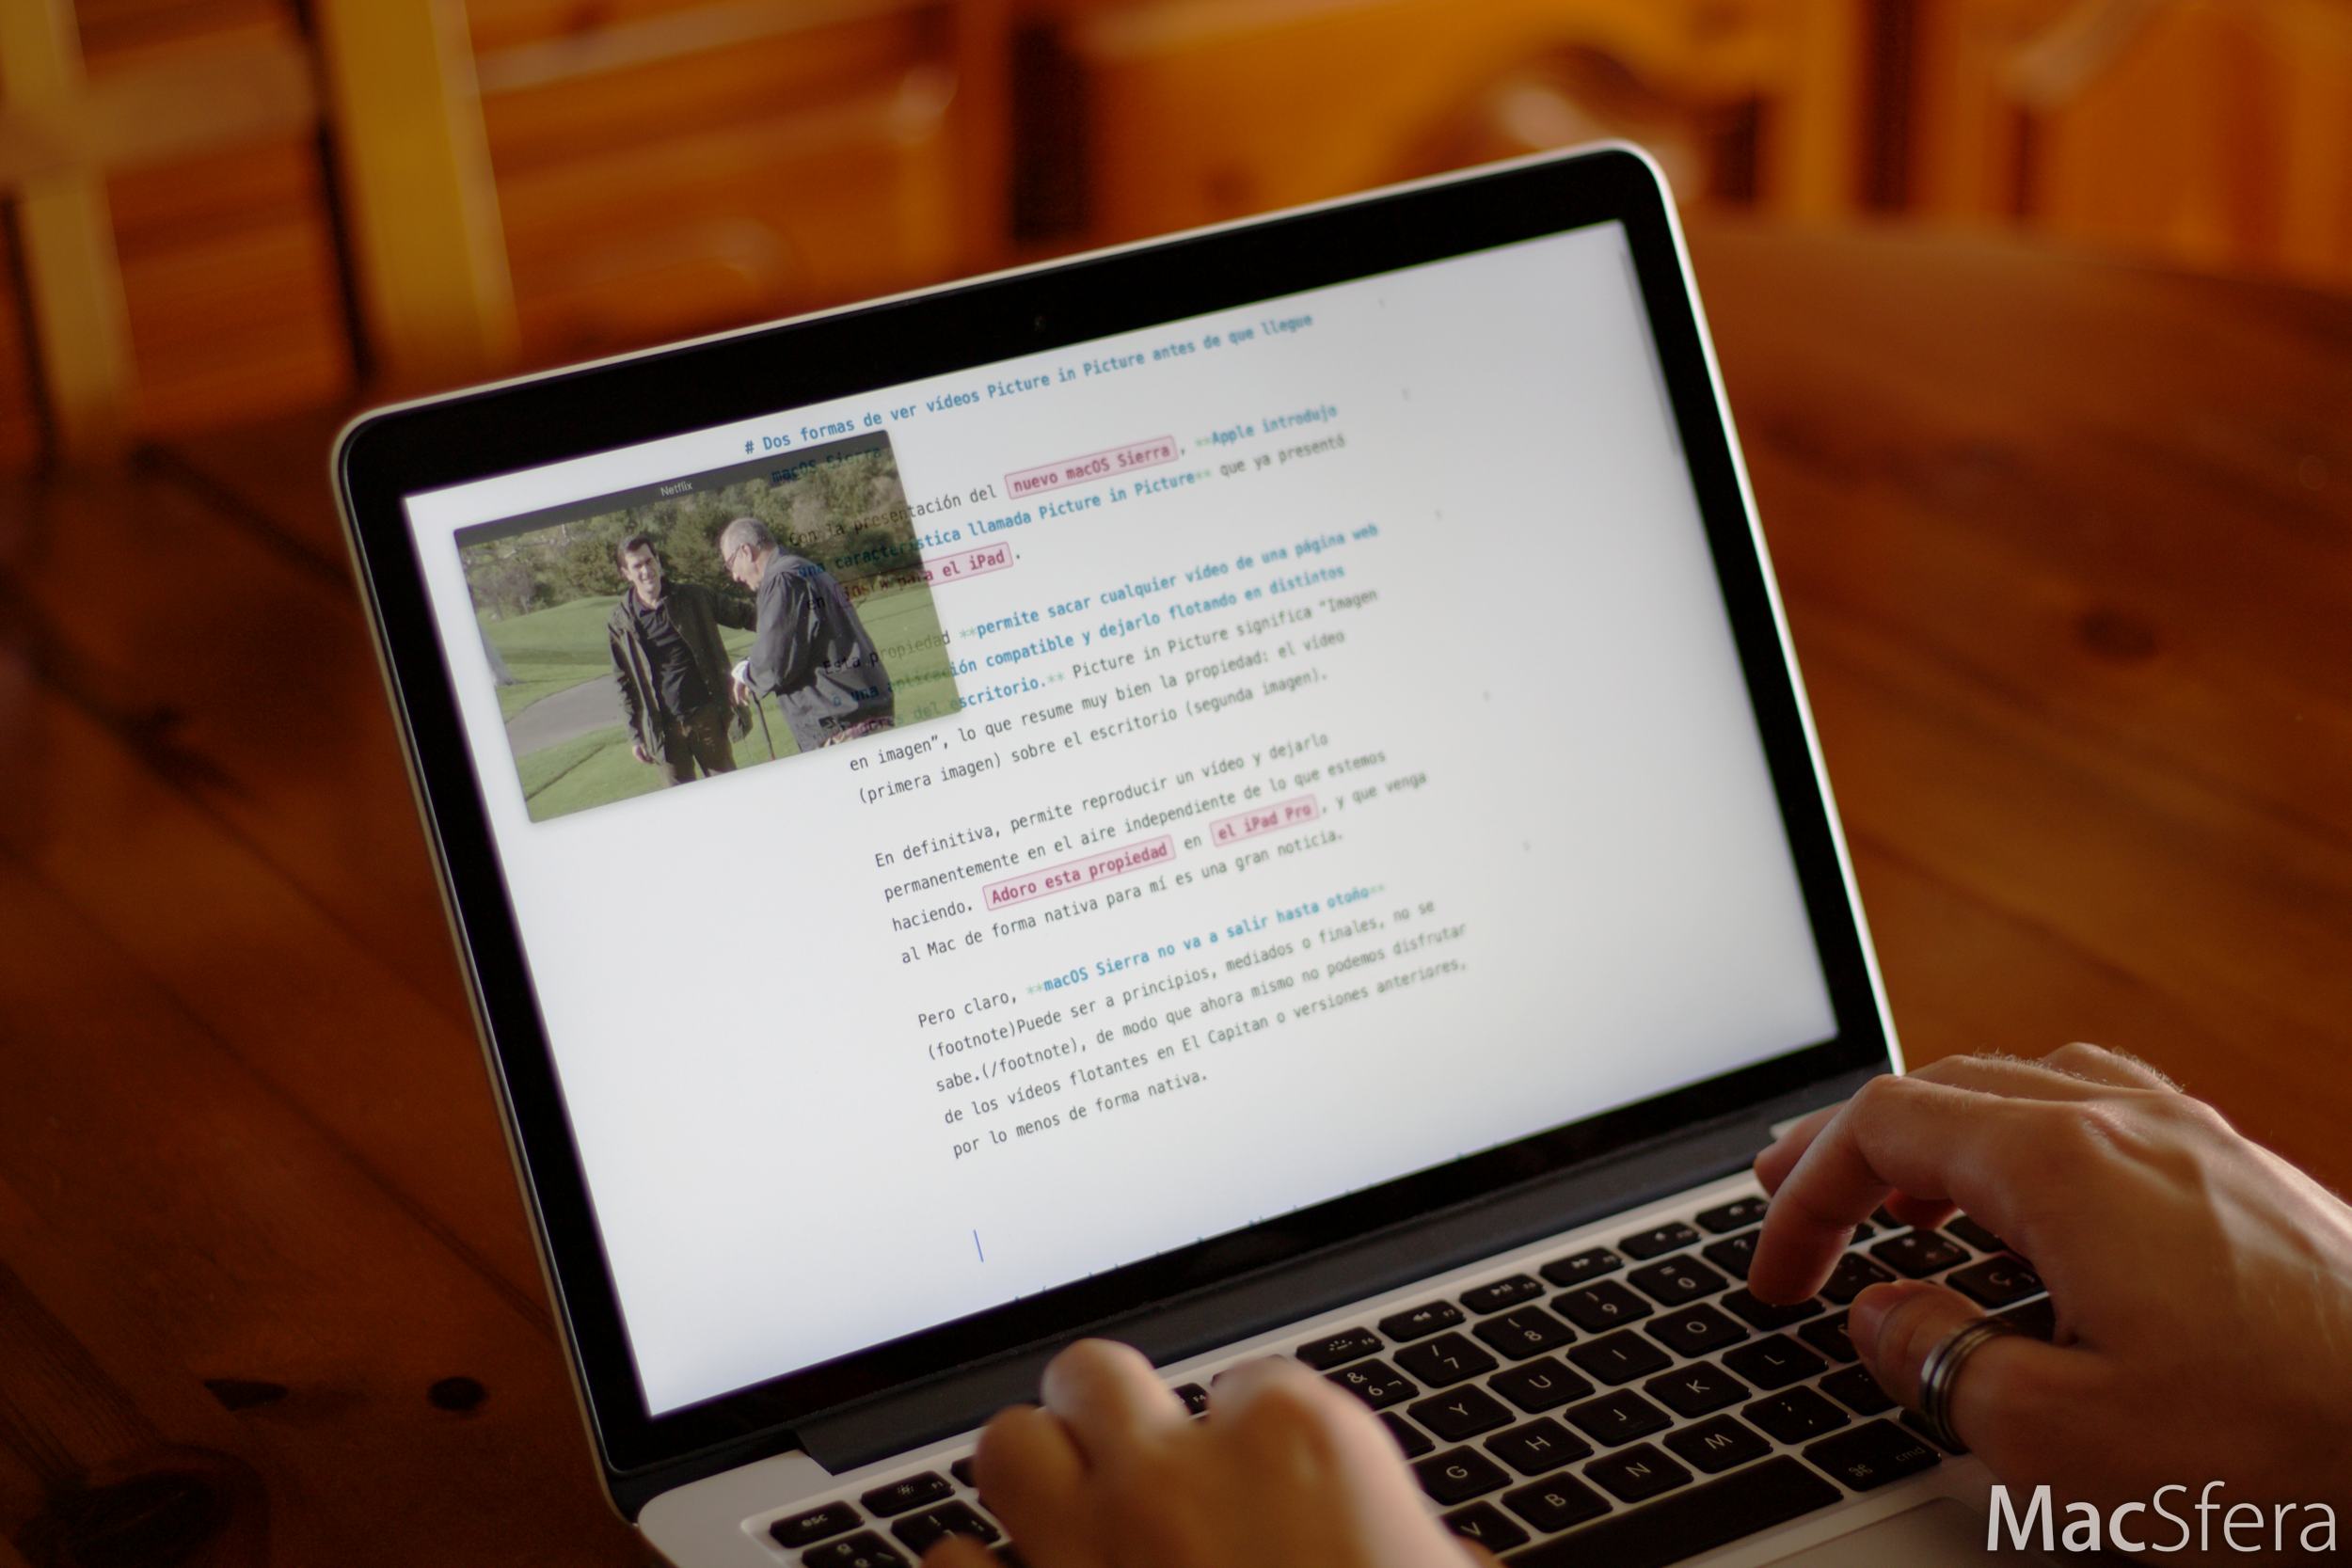 # Dos formas de ver vídeos Picture in Picture antes de que llegue
macOS Sierra
Netflix
Con la presentación del nuevo macOS Sierra, **Apple introdujo
una característica llamada Picture in Picture** que ya presentó
en para el iPad.
Esta propiedad **permite sacar cualquier vídeo de una página web
o una aplicación compatible y dejarlo flotando en distintos
del escritorio.** Picture in Picture significa “Imagen
en imagen”, lo que resume muy bien la propiedad: el vídeo
(primera imagen) sobre el escritorio (segunda imagen).
En definitiva, permite reproducir un vídeo y dejarlo
permanentemente en el aire independiente de lo que estemos
haciendo. Adoro esta propiedad en el iPad Pro, y que venga
al Mac de forma nativa para mí es una gran noticia.
Pero claro, **macOS Sierra no va a salir hasta otoño**
(footnote)Puede ser a principios, mediados o finales, no se
sabe.(/footnote), de modo que ahora mismo no podemos disfrutar
de los vídeos flotantes en El Capitan o versiones anteriores,
por lo menos de forma nativa.
esc
& 6 ¬
/ 7
( 8
) 9
= 0
?
Y U I O
G H J K L
V B N M ; ,
⌘ cmd
Ç
MacSfera